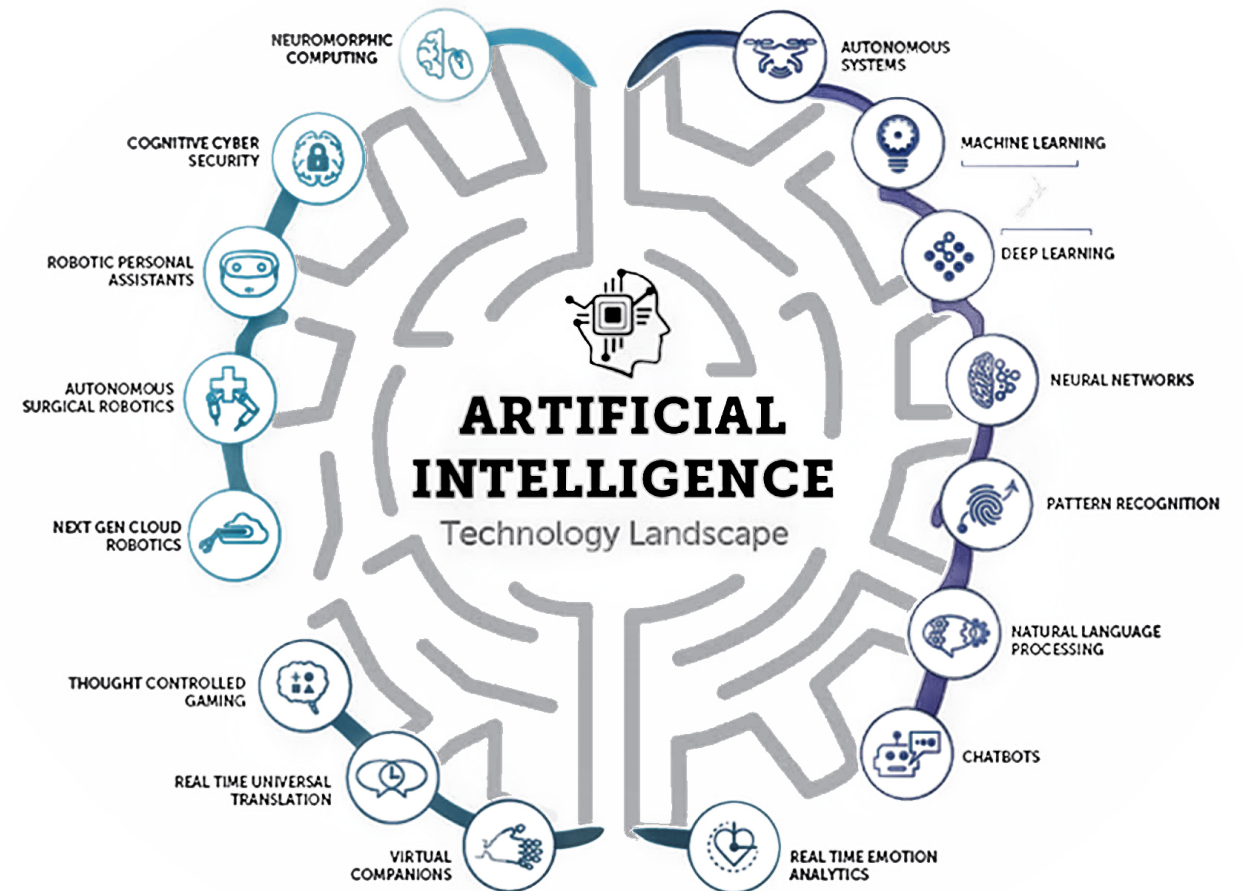 NEUROMORPHIC
COMPUTING
AUTONOMOUS
SYSTEMS
COGNITIVE CYBER
SECURITY
MACHINE LEARNING
ROBOTIC PERSONAL
ASSISTANTS
DEEP LEARNING
AUTONOMOUS
SURGICAL ROBOTICS
NEURAL NETWORKS
ARTIFICIAL
INTELLIGENCE
Technology Landscape
NEXT GEN CLOUD
ROBOTICS
PATTERN RECOGNITION
NATURAL LANGUAGE
PROCESSING
THOUGHT CONTROLLED
GAMING
CHATBOTS
REAL TIME UNIVERSAL
TRANSLATION
VIRTUAL
COMPANIONS
REAL TIME EMOTION
ANALYTICS